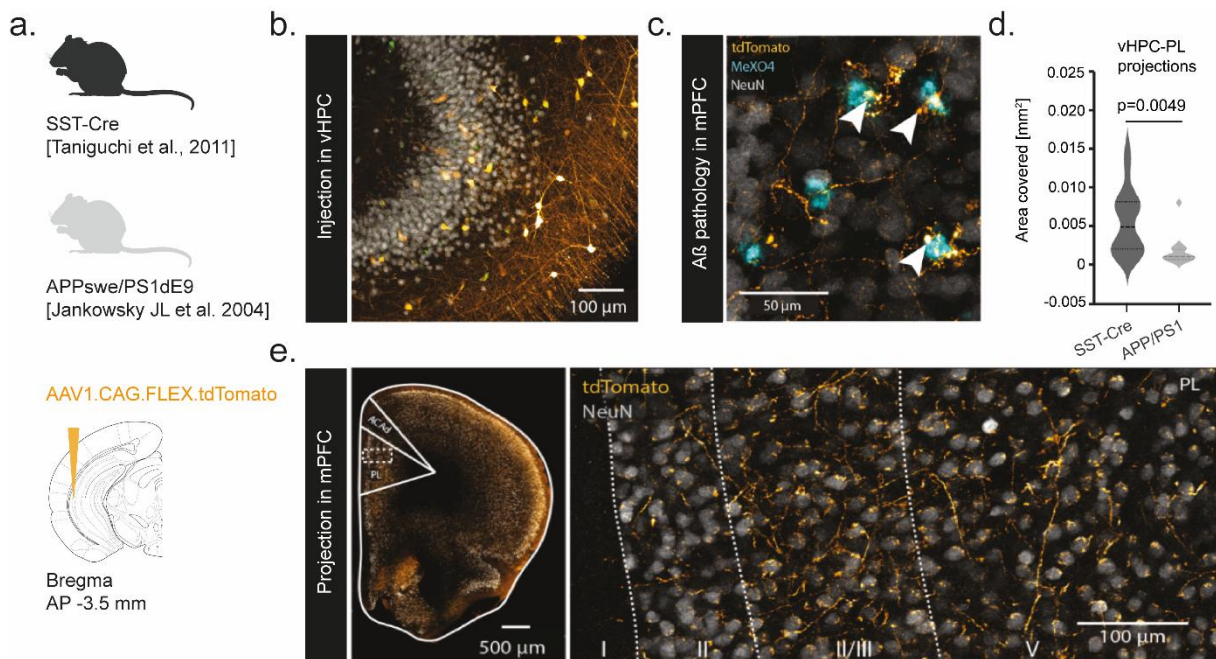 a.
SST-Cre
[Taniguchi et al., 2011]
APPswe/PS1dE9
[Jankowsky JL et al. 2004]
AAV1.CAG.FLEX.tdTomato
Bregma
AP -3.5 mm
b.
Injection in vHPC
100 µm
c.
Aß pathology in mPFC
tdTomato
MeXO4
NeuN
50 µm
d.
vHPC-PL
projections
p=0.0049
Area covered [mm²]
0.025
0.020
0.015
0.010
0.005
0
-0.005
SST-Cre
APP/PS1
e.
Projection in mPFC
ACAd
PL
500 µm
tdTomato
NeuN
PL
I
II
II/III
V
100 µm